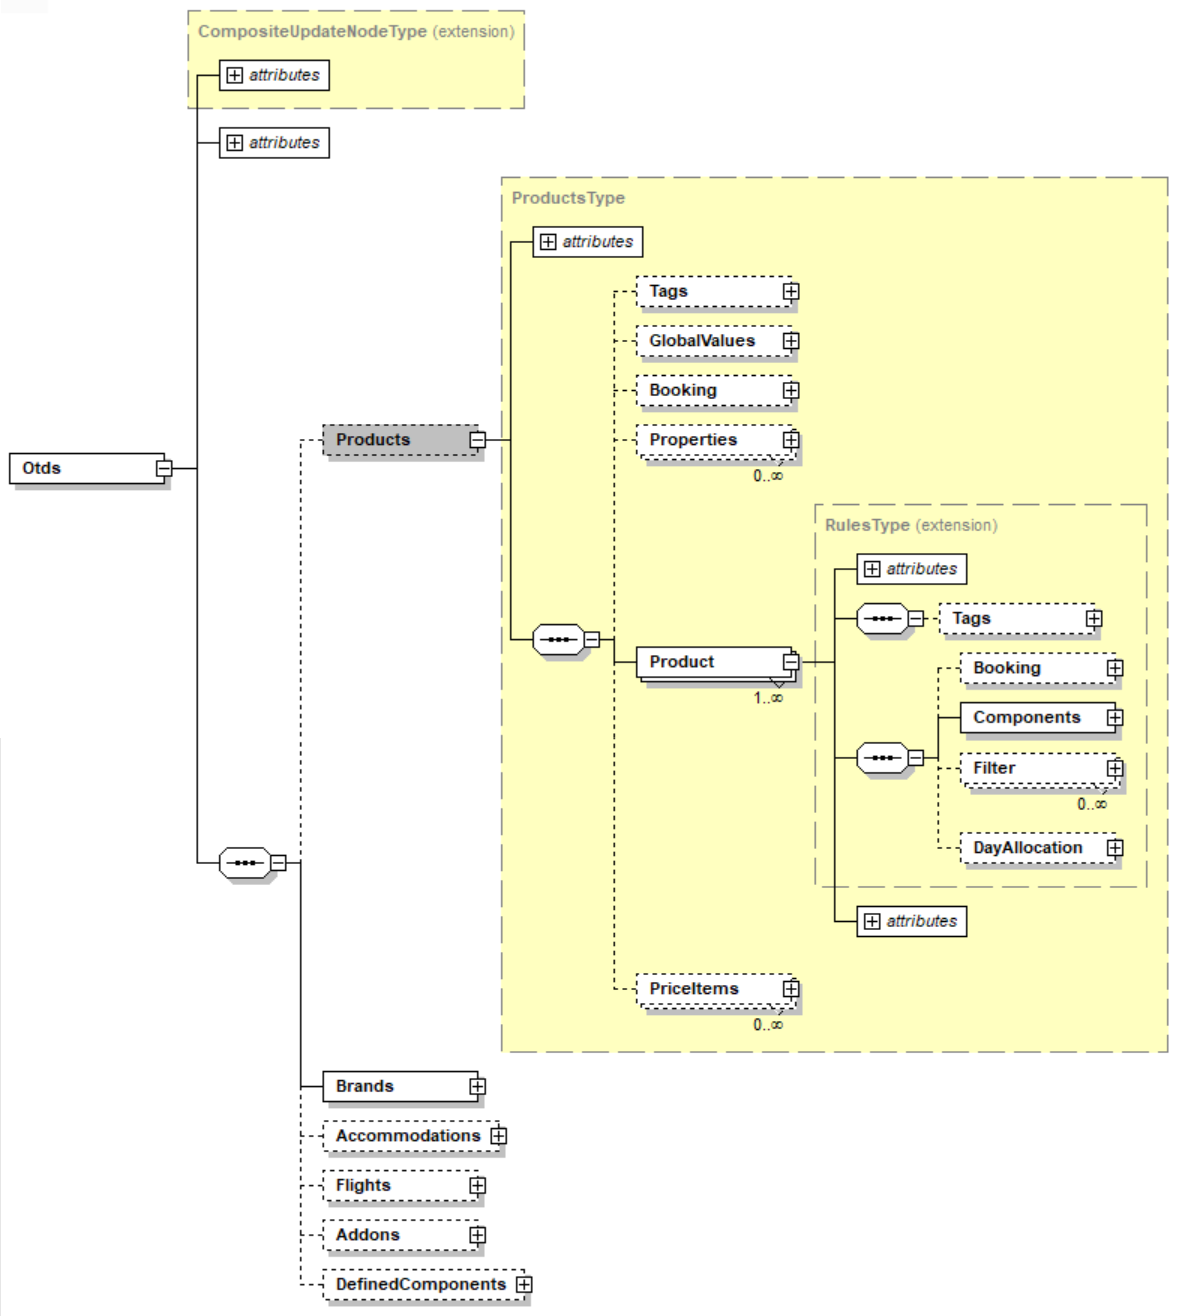 CompositeUpdateNodeType (extension)
attributes
attributes
ProductsType
attributes
Tags
GlobalValues
Booking
Products
Properties
0..∞
Otds
RulesType (extension)
attributes
Tags
Product
1..∞
Booking
Components
Filter
0..∞
DayAllocation
attributes
PriceItems
0..∞
Brands
Accommodations
Flights
Addons
DefinedComponents